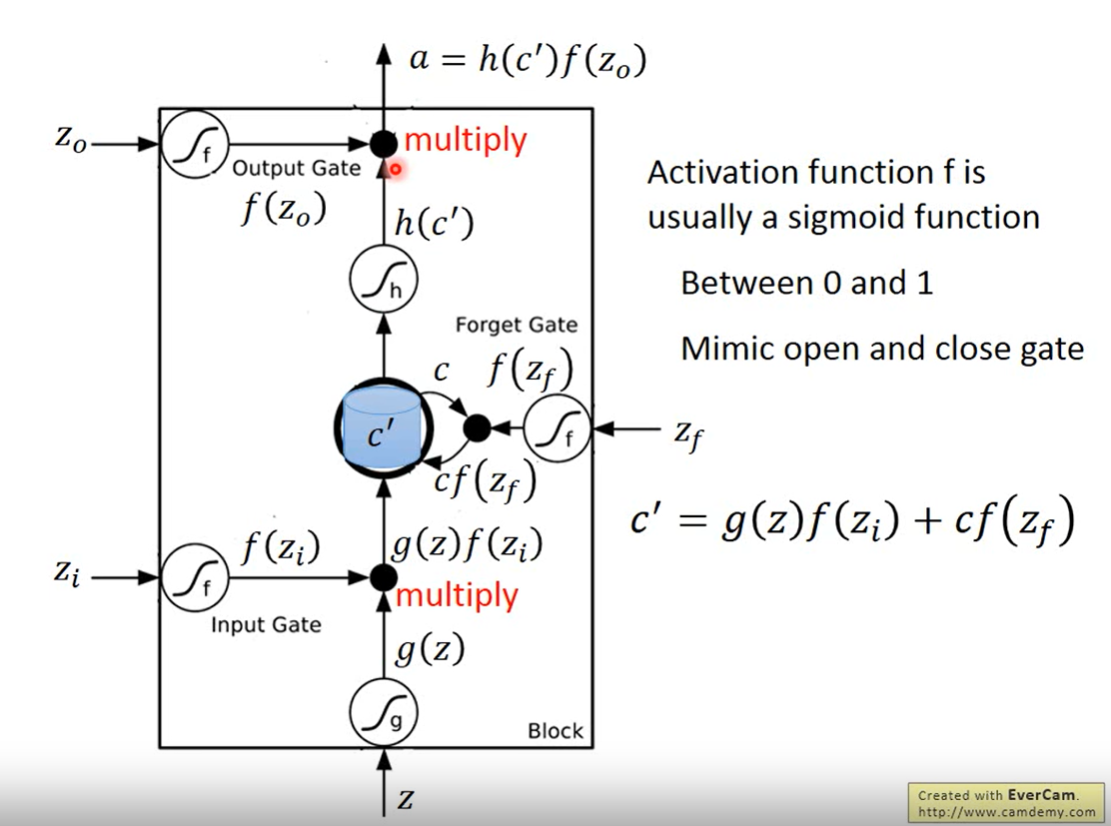 a = h(c')f(z_o)
z_o
f
multiply
Output Gate
f(z_o)
h(c')
h
Activation function f is
usually a sigmoid function
Between 0 and 1
Mimic open and close gate
Forget Gate
c
f(z_f)
c'
f
z_f
cf(z_f)
c' = g(z)f(z_i) + cf(z_f)
f(z_i)
g(z)f(z_i)
z_i
f
multiply
Input Gate
g(z)
g
Block
z
Created with EverCam.
http://www.camdemy.com